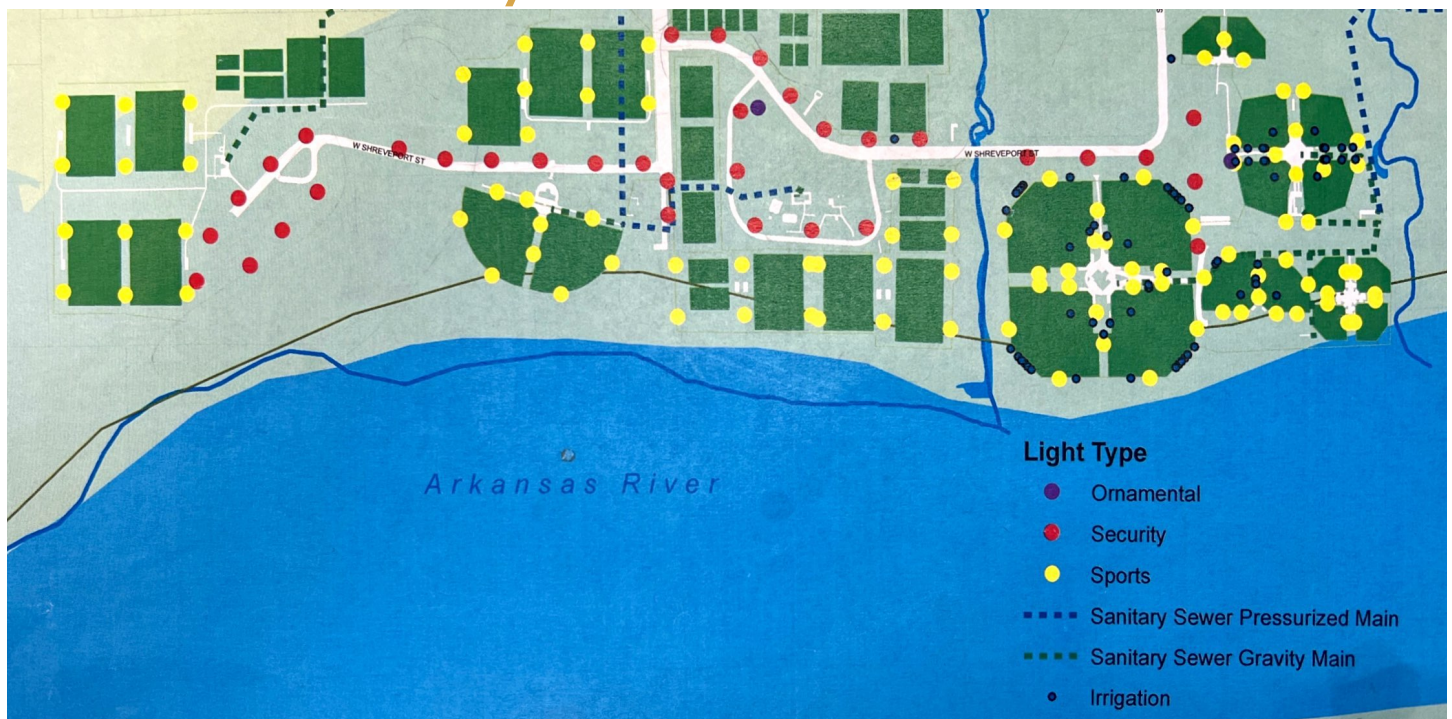 W SHREVEPORT ST
W SHREVEPORT ST
Arkansas River
Light Type
Ornamental
Security
Sports
Sanitary Sewer Pressurized Main
Sanitary Sewer Gravity Main
Irrigation